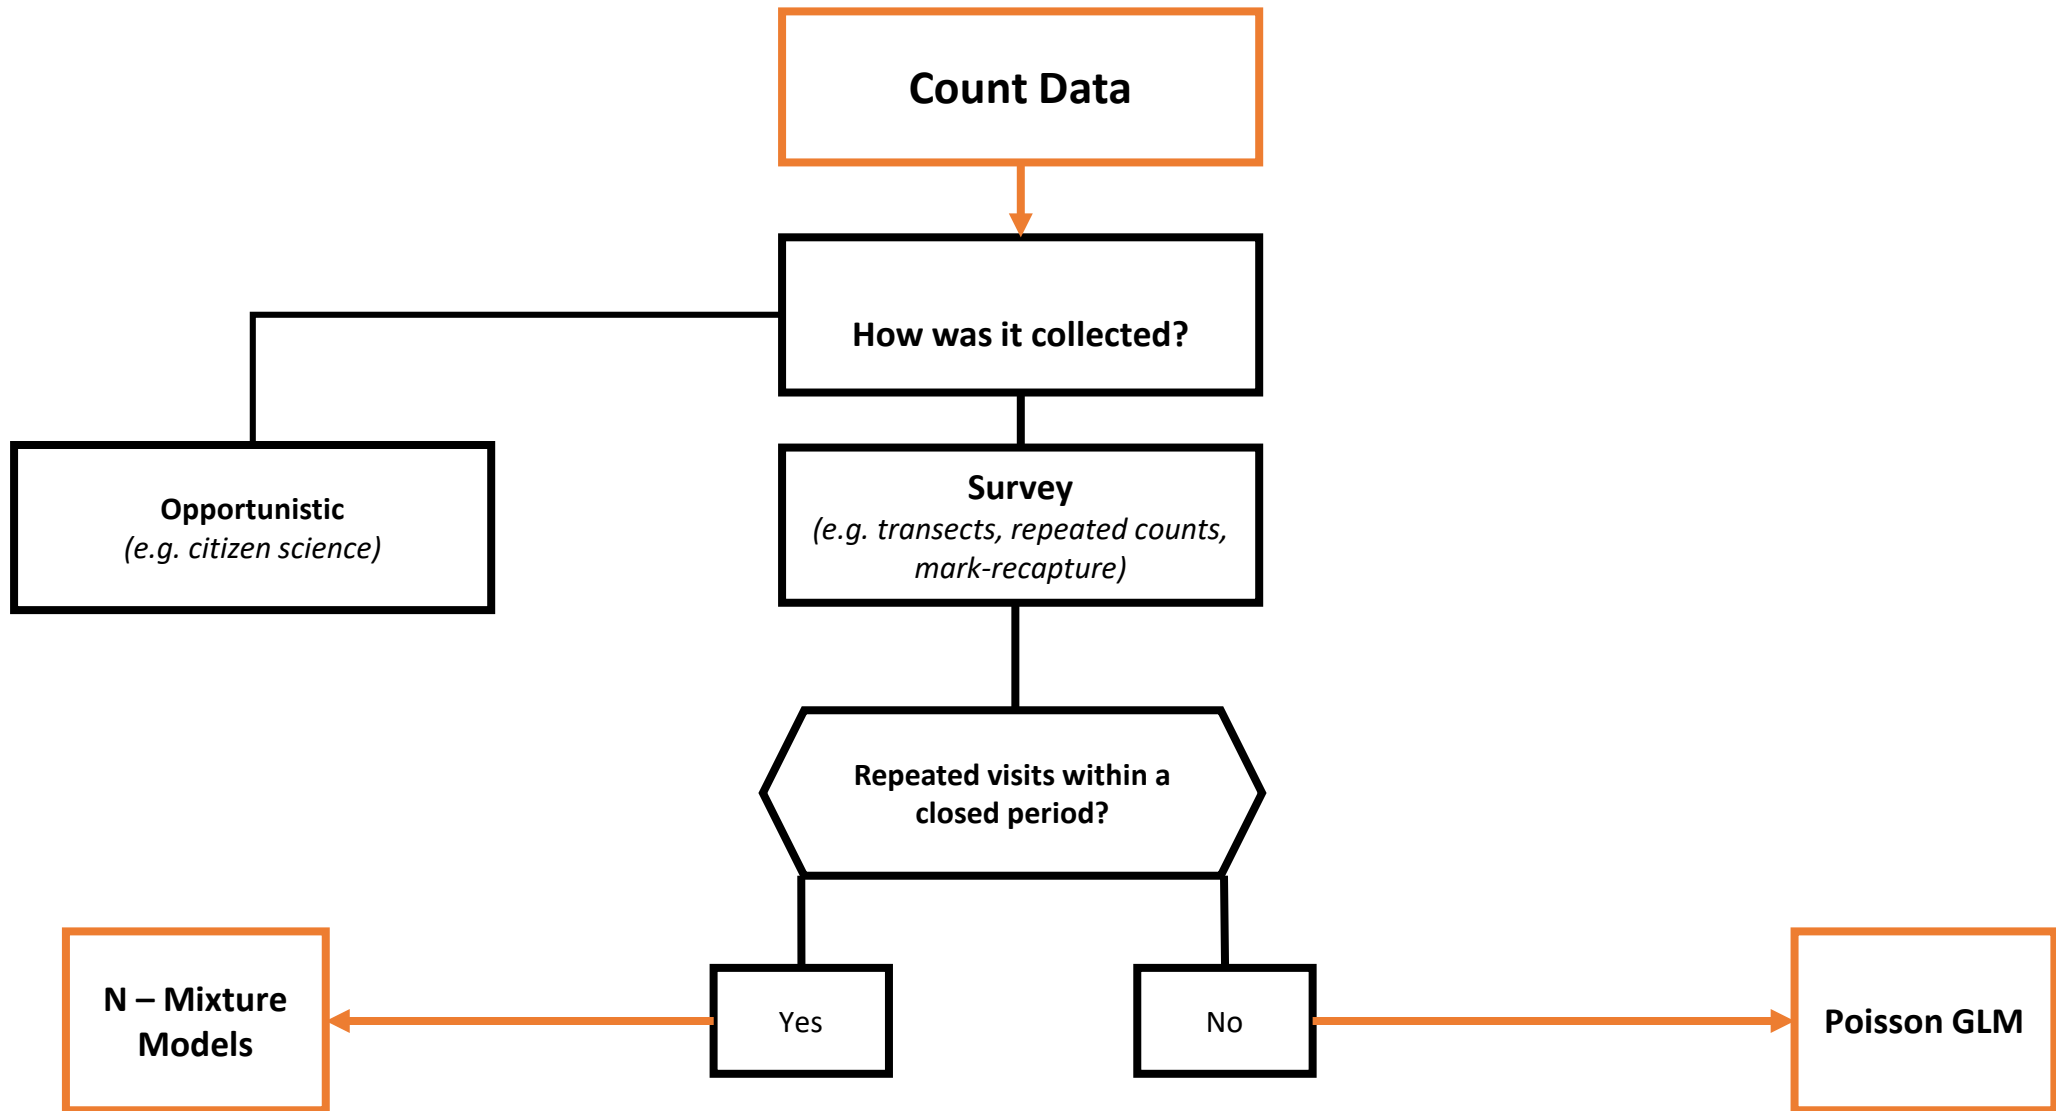 Count Data
How was it collected?
Opportunistic
(e.g. citizen science)
Survey
(e.g. transects, repeated counts,
mark-recapture)
Repeated visits within a
closed period?
N – Mixture
Models
Yes
No
Poisson GLM